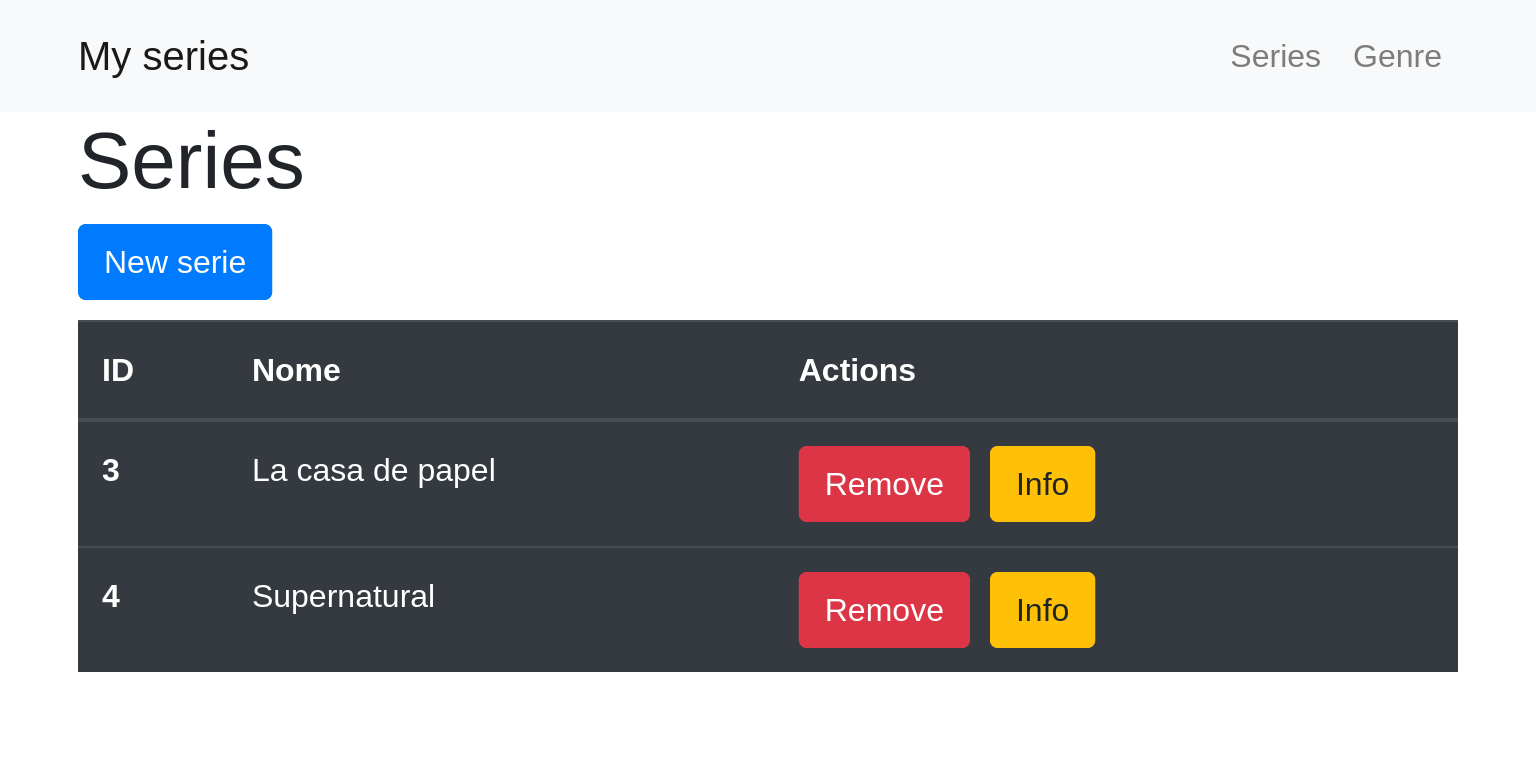 My series Series Genre
Series
New serie
ID Nome Actions
3 La casa de papel Remove Info
4 Supernatural Remove Info